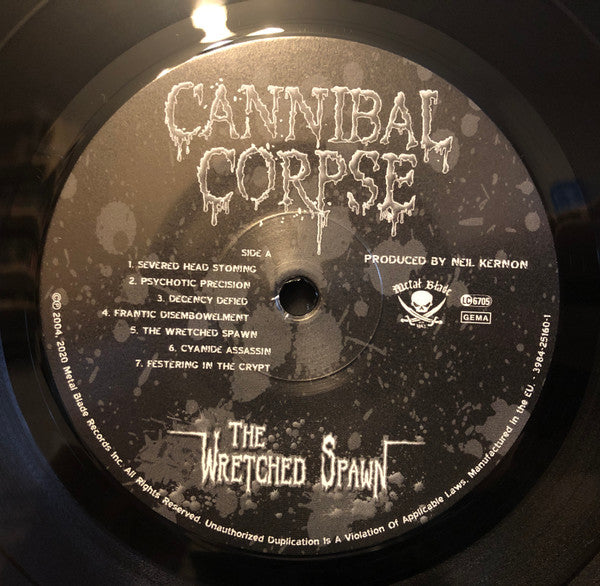 CANNIBAL
CORPSE
SIDE A
1. SEVERED HEAD STONING
2. PSYCHOTIC PRECISION
3. DECENCY DEFIED
4. FRANTIC DISEMBOWELMENT
5. THE WRETCHED SPAWN
6. CYANIDE ASSASSIN
7. FESTERING IN THE CRYPT
PRODUCED BY NEIL KERNON
Metal Blade
LC 6705
GEMA
THE
WRETCHED SPAWN
℗© 2004, 2020 Metal Blade Records Inc. All Rights Reserved. Unauthorized Duplication Is A Violation Of Applicable Laws. Manufactured in the EU. - 3984-25160-1